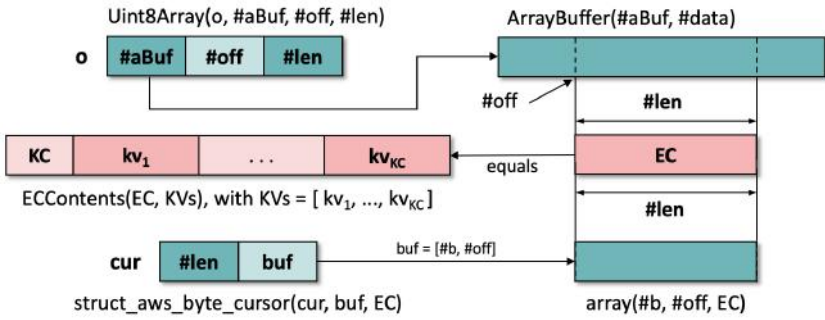 Uint8Array(o, #aBuf, #off, #len)
ArrayBuffer(#aBuf, #data)
o #aBuf #off #len
#off
#len
KC kv1 ... kvKC
equals
EC
ECContents(EC, KVs), with KVs = [ kv1, ..., kvKC]
#len
cur #len buf
buf = [#b, #off]
struct_aws_byte_cursor(cur, buf, EC)
array(#b, #off, EC)